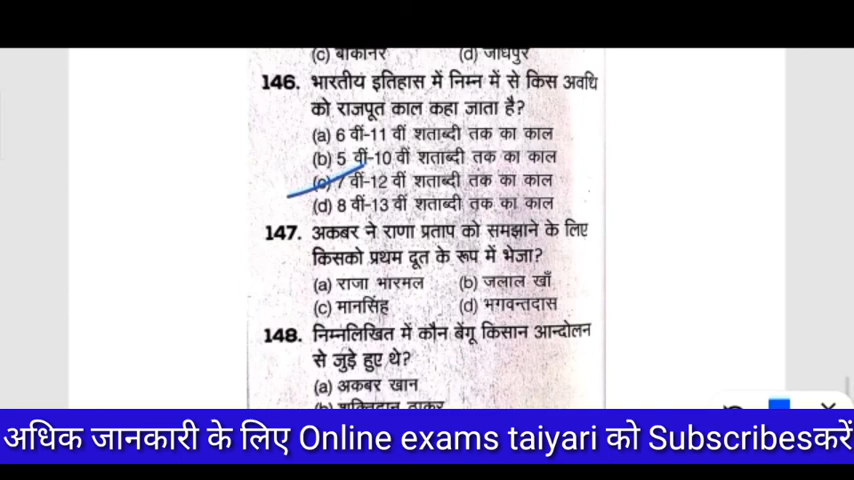 (c) बीकानेर (d) जोधपुर
146. भारतीय इतिहास में निम्न में से किस अवधि
को राजपूत काल कहा जाता है?
(a) 6 वीं-11 वीं शताब्दी तक का काल
(b) 5 वीं-10 वीं शताब्दी तक का काल
(c) 7 वीं-12 वीं शताब्दी तक का काल
(d) 8 वीं-13 वीं शताब्दी तक का काल
147. अकबर ने राणा प्रताप को समझाने के लिए
किसको प्रथम दूत के रूप में भेजा?
(a) राजा भारमल (b) जलाल खाँ
(c) मानसिंह (d) भगवन्तदास
148. निम्नलिखित में कौन बेंगू किसान आन्दोलन
से जुड़े हुए थे?
(a) अकबर खान
(b) शक्तिदान ठाकुर
अधिक जानकारी के लिए Online exams taiyari को Subscribesकरें